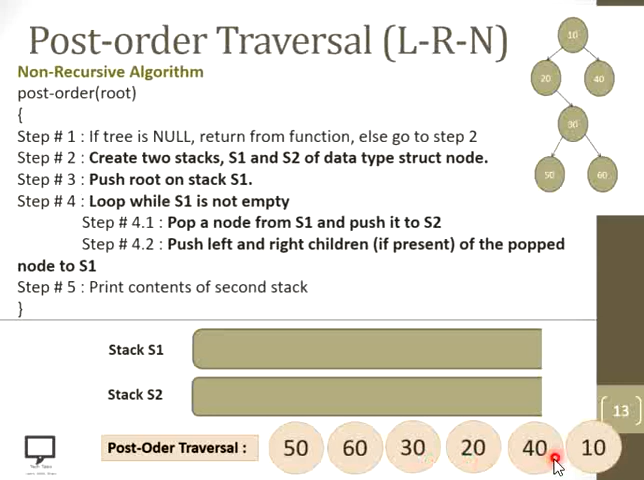 Post-order Traversal (L-R-N)
Non-Recursive Algorithm
post-order(root)
{
Step # 1 : If tree is NULL, return from function, else go to step 2
Step # 2 : Create two stacks, S1 and S2 of data type struct node.
Step # 3 : Push root on stack S1.
Step # 4 : Loop while S1 is not empty
Step # 4.1 : Pop a node from S1 and push it to S2
Step # 4.2 : Push left and right children (if present) of the popped
node to S1
Step # 5 : Print contents of second stack
}
10
20 40
30
50 60
Stack S1
Stack S2
13
Post-Oder Traversal : 50 60 30 20 40 10